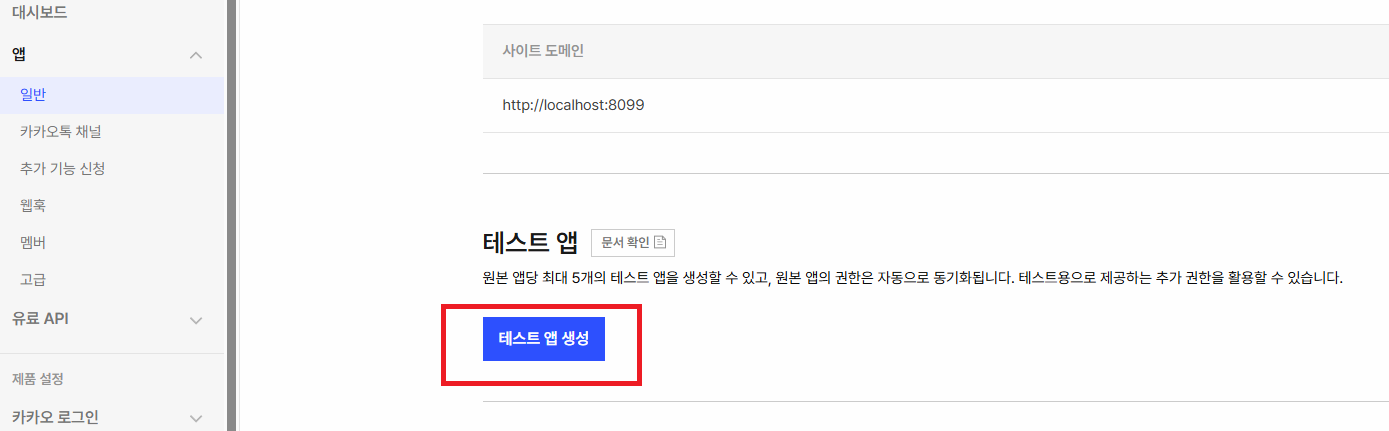 대시보드
앱
일반
카카오톡 채널
추가 기능 신청
웹훅
멤버
고급
유료 API
제품 설정
카카오 로그인
사이트 도메인
http://localhost:8099
테스트 앱 문서 확인
원본 앱당 최대 5개의 테스트 앱을 생성할 수 있고, 원본 앱의 권한은 자동으로 동기화됩니다. 테스트용으로 제공하는 추가 권한을 활용할 수 있습니다.
테스트 앱 생성